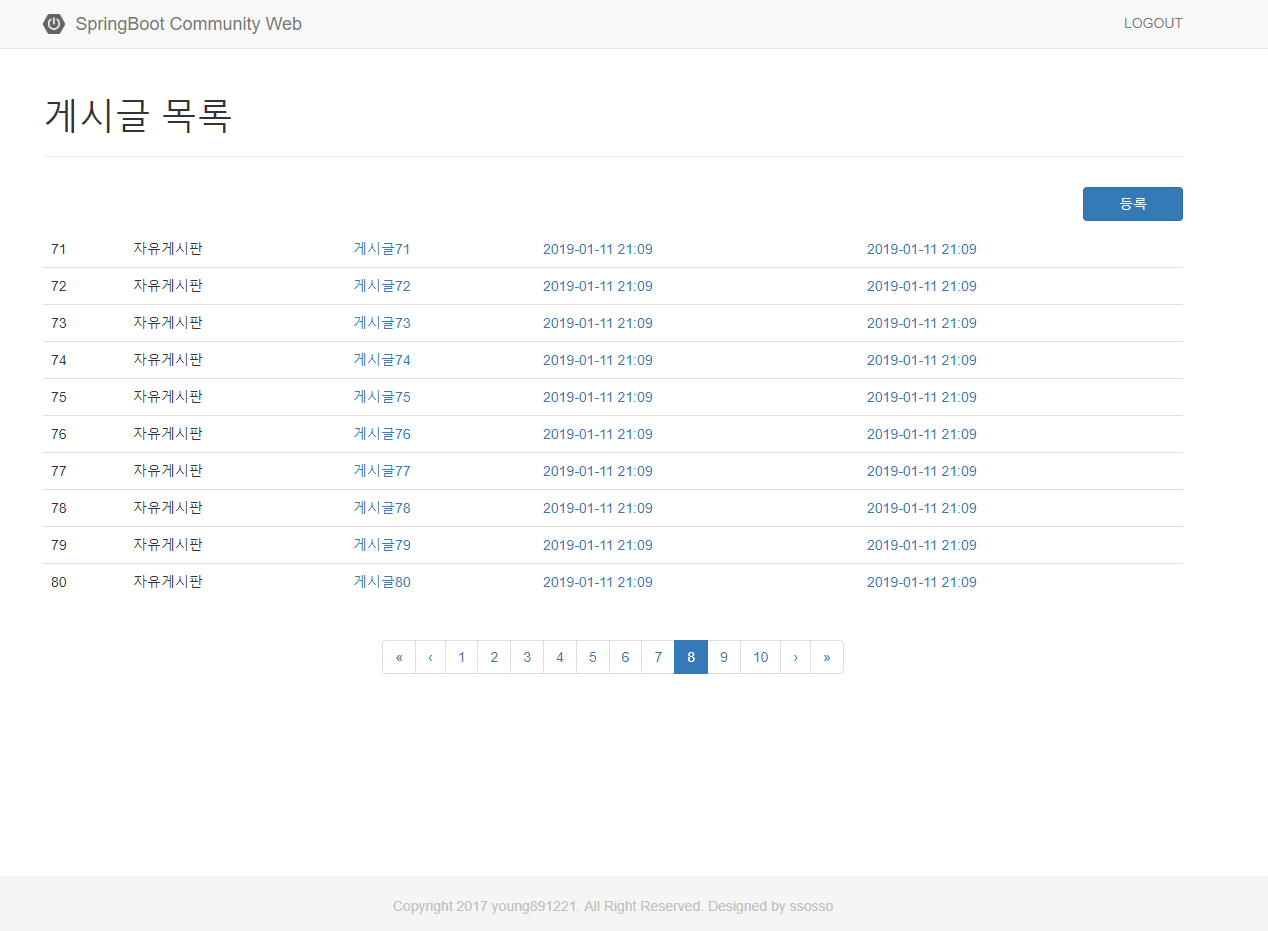 SpringBoot Community Web LOGOUT
게시글 목록
등록
71 자유게시판 게시글71 2019-01-11 21:09 2019-01-11 21:09
72 자유게시판 게시글72 2019-01-11 21:09 2019-01-11 21:09
73 자유게시판 게시글73 2019-01-11 21:09 2019-01-11 21:09
74 자유게시판 게시글74 2019-01-11 21:09 2019-01-11 21:09
75 자유게시판 게시글75 2019-01-11 21:09 2019-01-11 21:09
76 자유게시판 게시글76 2019-01-11 21:09 2019-01-11 21:09
77 자유게시판 게시글77 2019-01-11 21:09 2019-01-11 21:09
78 자유게시판 게시글78 2019-01-11 21:09 2019-01-11 21:09
79 자유게시판 게시글79 2019-01-11 21:09 2019-01-11 21:09
80 자유게시판 게시글80 2019-01-11 21:09 2019-01-11 21:09
« ‹ 1 2 3 4 5 6 7 8 9 10 › »
Copyright 2017 young891221. All Right Reserved. Designed by ssosso